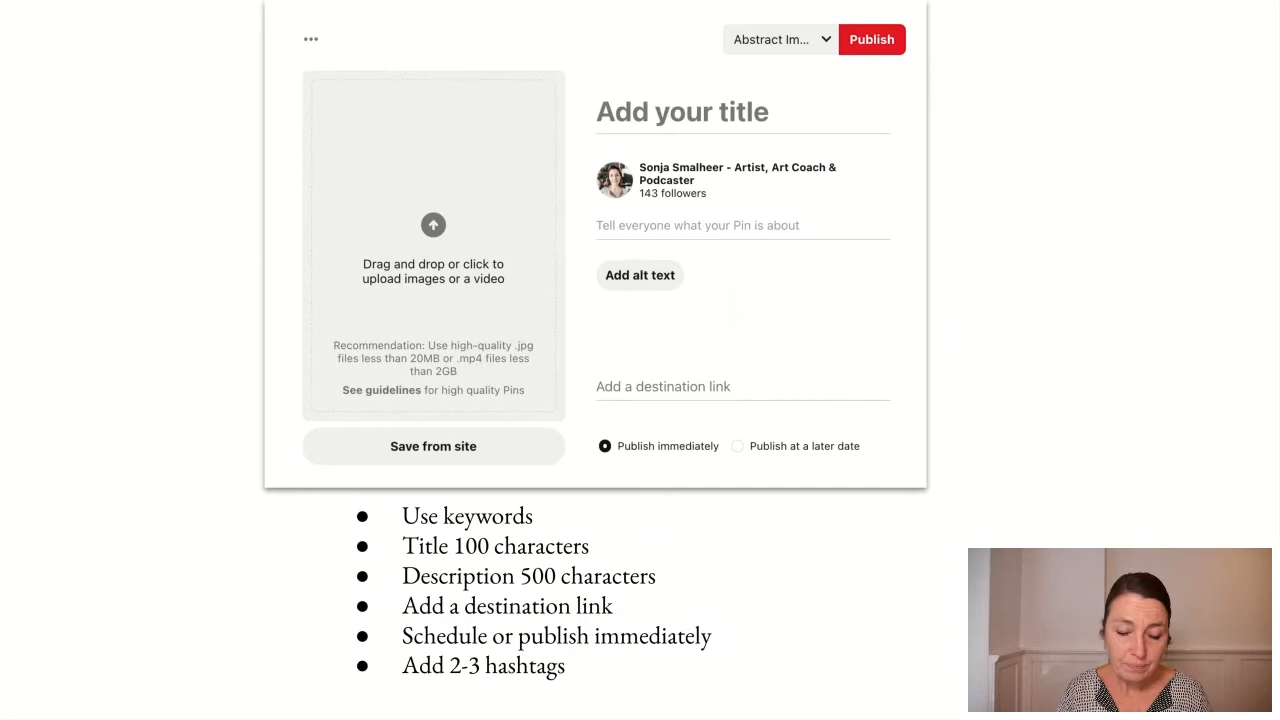 •••
Abstract Im...
Publish
Add your title
Sonja Smalheer - Artist, Art Coach &
Podcaster
143 followers
Tell everyone what your Pin is about
Add alt text
Drag and drop or click to
upload images or a video
Recommendation: Use high-quality .jpg
files less than 20MB or .mp4 files less
than 2GB
See guidelines for high quality Pins
Add a destination link
Save from site
Publish immediately
Publish at a later date
● Use keywords
● Title 100 characters
● Description 500 characters
● Add a destination link
● Schedule or publish immediately
● Add 2-3 hashtags